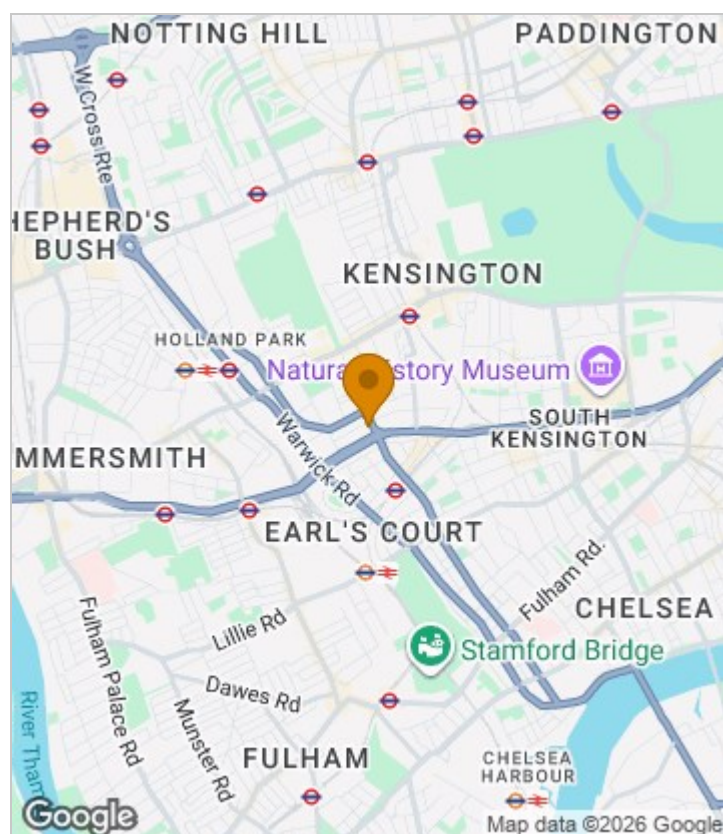 NOTTING HILL
PADDINGTON
W Cross Rte
HEPHERD'S
BUSH
KENSINGTON
HOLLAND PARK
Natural History Museum
SOUTH
KENSINGTON
MMERSMITH
Warwick Rd
EARL'S COURT
Fulham Rd.
CHELSEA
Lillie Rd
Fulham Palace Rd
Stamford Bridge
Dawes Rd
Munster Rd
River Tham
FULHAM
CHELSEA
HARBOUR
Google
Map data ©2026 Google